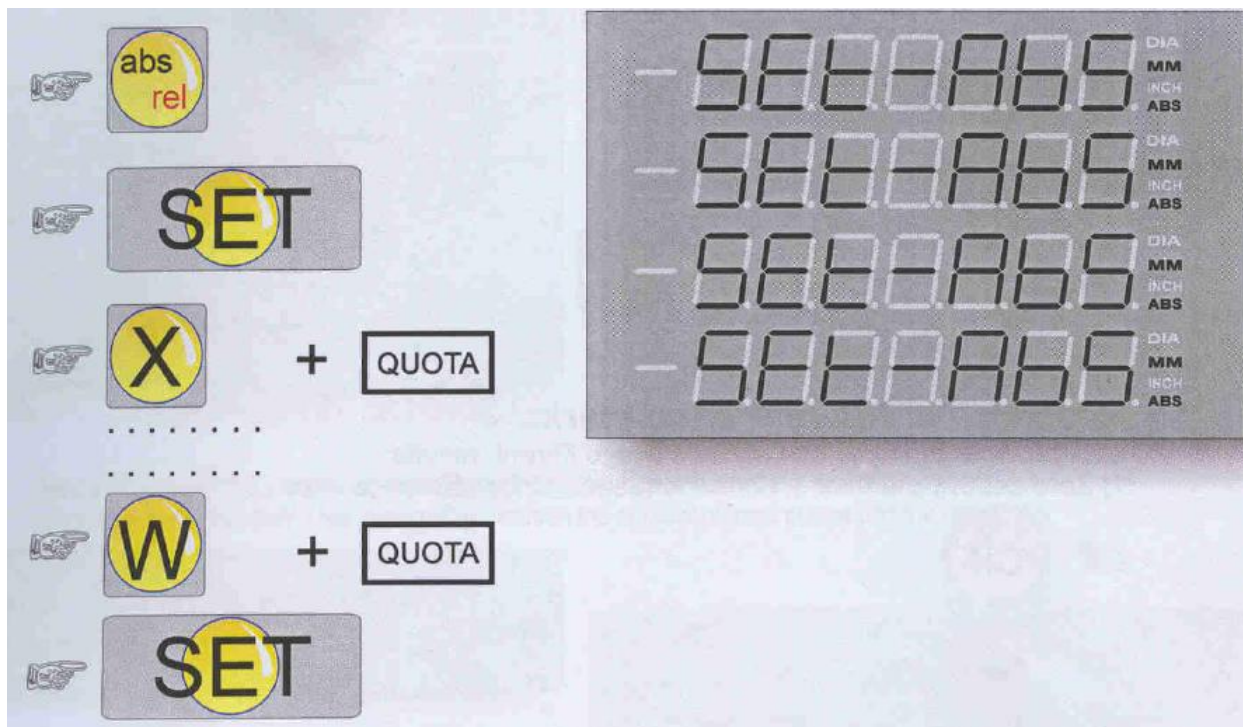 abs
rel
SET
X + QUOTA
. . . . . . . .
. . . . . . . .
W + QUOTA
SET
SEt-AbS DIA MM INCH ABS
SEt-AbS DIA MM INCH ABS
SEt-AbS DIA MM INCH ABS
SEt-AbS DIA MM INCH ABS